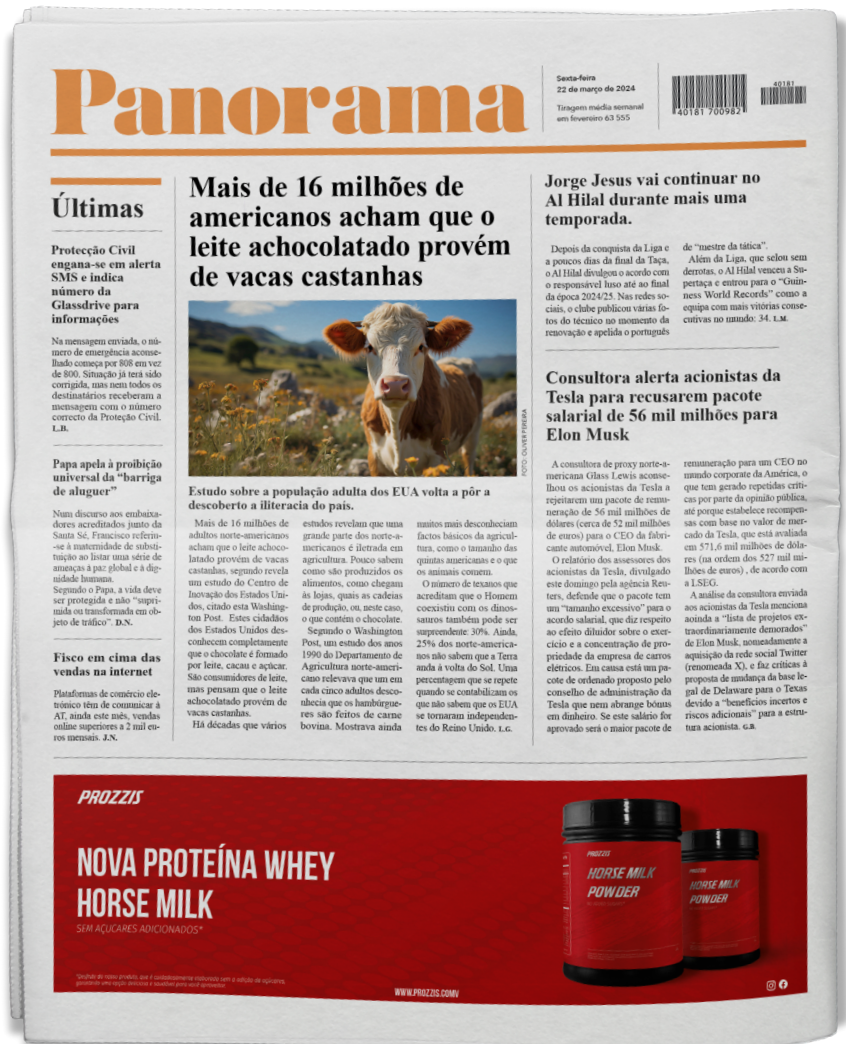 Panorama
Sexta-feira
22 de março de 2024
Tiragem média semanal
em fevereiro 63 555
40181 700982
40181
Últimas
Protecção Civil
engana-se em alerta
SMS e indica
número da
Glassdrive para
informações
Na mensagem enviada, o nú-
mero de emergência aconse-
lhado começa por 808 em vez
de 800. Situação já terá sido
corrigida, mas nem todos os
destinatários receberam a
mensagem com o número
correcto da Proteção Civil.
L.B.
Papa apela à proibição
universal da “barriga
de aluguer”
Num discurso aos embaixa-
dores acreditados junto da
Santa Sé, Francisco referiu-
-se à maternidade de substi-
tuição ao listar uma série de
ameaças à paz global e à dig-
nidade humana.
Segundo o Papa, a vida deve
ser protegida e não “supri-
mida ou transformada em ob-
jeto de tráfico”. D.N.
Fisco em cima das
vendas na internet
Plataformas de comércio ele-
trónico têm de comunicar à
AT, ainda este mês, vendas
online superiores a 2 mil eu-
ros mensais. J.N.
Mais de 16 milhões de
americanos acham que o
leite achocolatado provém
de vacas castanhas
FOTO: OLIVER PEREIRA
Estudo sobre a população adulta dos EUA volta a pôr a
descoberto a iliteracia do país.
Mais de 16 milhões de
adultos norte-americanos
acham que o leite achoco-
latado provém de vacas
castanhas, segundo revela
um estudo do Centro de
Inovação dos Estados Uni-
dos, citado esta Washing-
ton Post. Estes cidadãos
dos Estados Unidos des-
conhecem completamente
que o chocolate é formado
por leite, cacau e açúcar.
São consumidores de leite,
mas pensam que o leite
achocolatado provém de
vacas castanhas.
Há décadas que vários
estudos revelam que uma
grande parte dos norte-a-
mericanos é iletrada em
agricultura. Pouco sabem
como são produzidos os
alimentos, como chegam
às lojas, quais as cadeias
de produção, ou, neste caso,
o que contém o chocolate.
Segundo o Washington
Post, um estudo dos anos
1990 do Departamento de
Agricultura norte-ameri-
cano relevava que um em
cada cinco adultos desco-
nhecia que os hambúrgue-
res são feitos de carne
bovina. Mostrava ainda
muitos mais desconheciam
factos básicos da agricul-
tura, como o tamanho das
quintas americanas e o que
os animais comem.
O número de texanos que
acreditam que o Homem
coexistiu com os dinos-
sauros também pode ser
surpreendente: 30%. Ainda,
25% dos norte-america-
nos não sabem que a Terra
anda à volta do Sol. Uma
percentagem que se repete
quando se contabilizam os
que não sabem que os EUA
se tornaram independen-
tes do Reino Unido. L.G.
Jorge Jesus vai continuar no
Al Hilal durante mais uma
temporada.
Depois da conquista da Liga e
a poucos dias da final da Taça,
o Al Hilal divulgou o acordo com
o responsável luso até ao final
da época 2024/25. Nas redes so-
ciais, o clube publicou várias fo-
tos do técnico no momento da
renovação e apelida o português
de “mestre da tática”.
Além da Liga, que selou sem
derrotas, o Al Hilal venceu a Su-
pertaça e entrou para o “Guin-
ness World Records” como a
equipa com mais vitórias conse-
cutivas no mundo: 34. L.M.
Consultora alerta acionistas da
Tesla para recusarem pacote
salarial de 56 mil milhões para
Elon Musk
A consultora de proxy norte-a-
mericana Glass Lewis aconse-
lhou os acionistas da Tesla a
rejeitarem um pacote de remu-
neração de 56 mil milhões de
dólares (cerca de 52 mil milhões
de euros) para o CEO da fabri-
cante automóvel, Elon Musk.
O relatório dos assessores dos
acionistas da Tesla, divulgado
este domingo pela agência Reu-
ters, defende que o pacote tem
um “tamanho excessivo” para o
acordo salarial, que diz respeito
ao efeito diluidor sobre o exer-
cício e a concentração de pro-
priedade da empresa de carros
elétricos. Em causa está um pa-
cote de ordenado proposto pelo
conselho de administração da
Tesla que nem abrange bónus
em dinheiro. Se este salário for
aprovado será o maior pacote de
remuneração para um CEO no
mundo corporate da América, o
que tem gerado repetidas críti-
cas por parte da opinião pública,
até porque estabelece recompen-
sas com base no valor de mer-
cado da Tesla, que está avaliada
em 571,6 mil milhões de dóla-
res (na ordem dos 527 mil mi-
lhões de euros) , de acordo com
a LSEG.
A análise da consultora enviada
aos acionistas da Tesla menciona
aoinda a “lista de projetos ex-
traordinariamente demorados”
de Elon Musk, nomeadamente a
aquisição da rede social Twitter
(renomeada X), e faz críticas à
proposta de mudança da base le-
gal de Delaware para o Texas
devido a “benefícios incertos e
riscos adicionais” para a estru-
tura acionista. G.B.
PROZZIS
NOVA PROTEÍNA WHEY
HORSE MILK
SEM AÇÚCARES ADICIONADOS*
PROZZIS
HORSE MILK
POWDER
PROZZIS
HORSE MILK
POWDER
WWW.PROZZIS.COMV